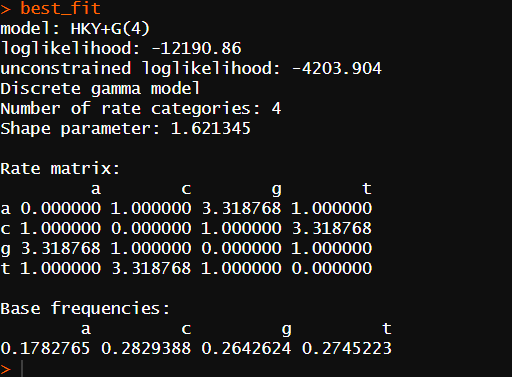 > best_fit
model: HKY+G(4)
loglikelihood: -12190.86
unconstrained loglikelihood: -4203.904
Discrete gamma model
Number of rate categories: 4
Shape parameter: 1.621345

Rate matrix:
         a        c        g        t
a 0.000000 1.000000 3.318768 1.000000
c 1.000000 0.000000 1.000000 3.318768
g 3.318768 1.000000 0.000000 1.000000
t 1.000000 3.318768 1.000000 0.000000

Base frequencies:
        a         c         g         t
0.1782765 0.2829388 0.2642624 0.2745223
>